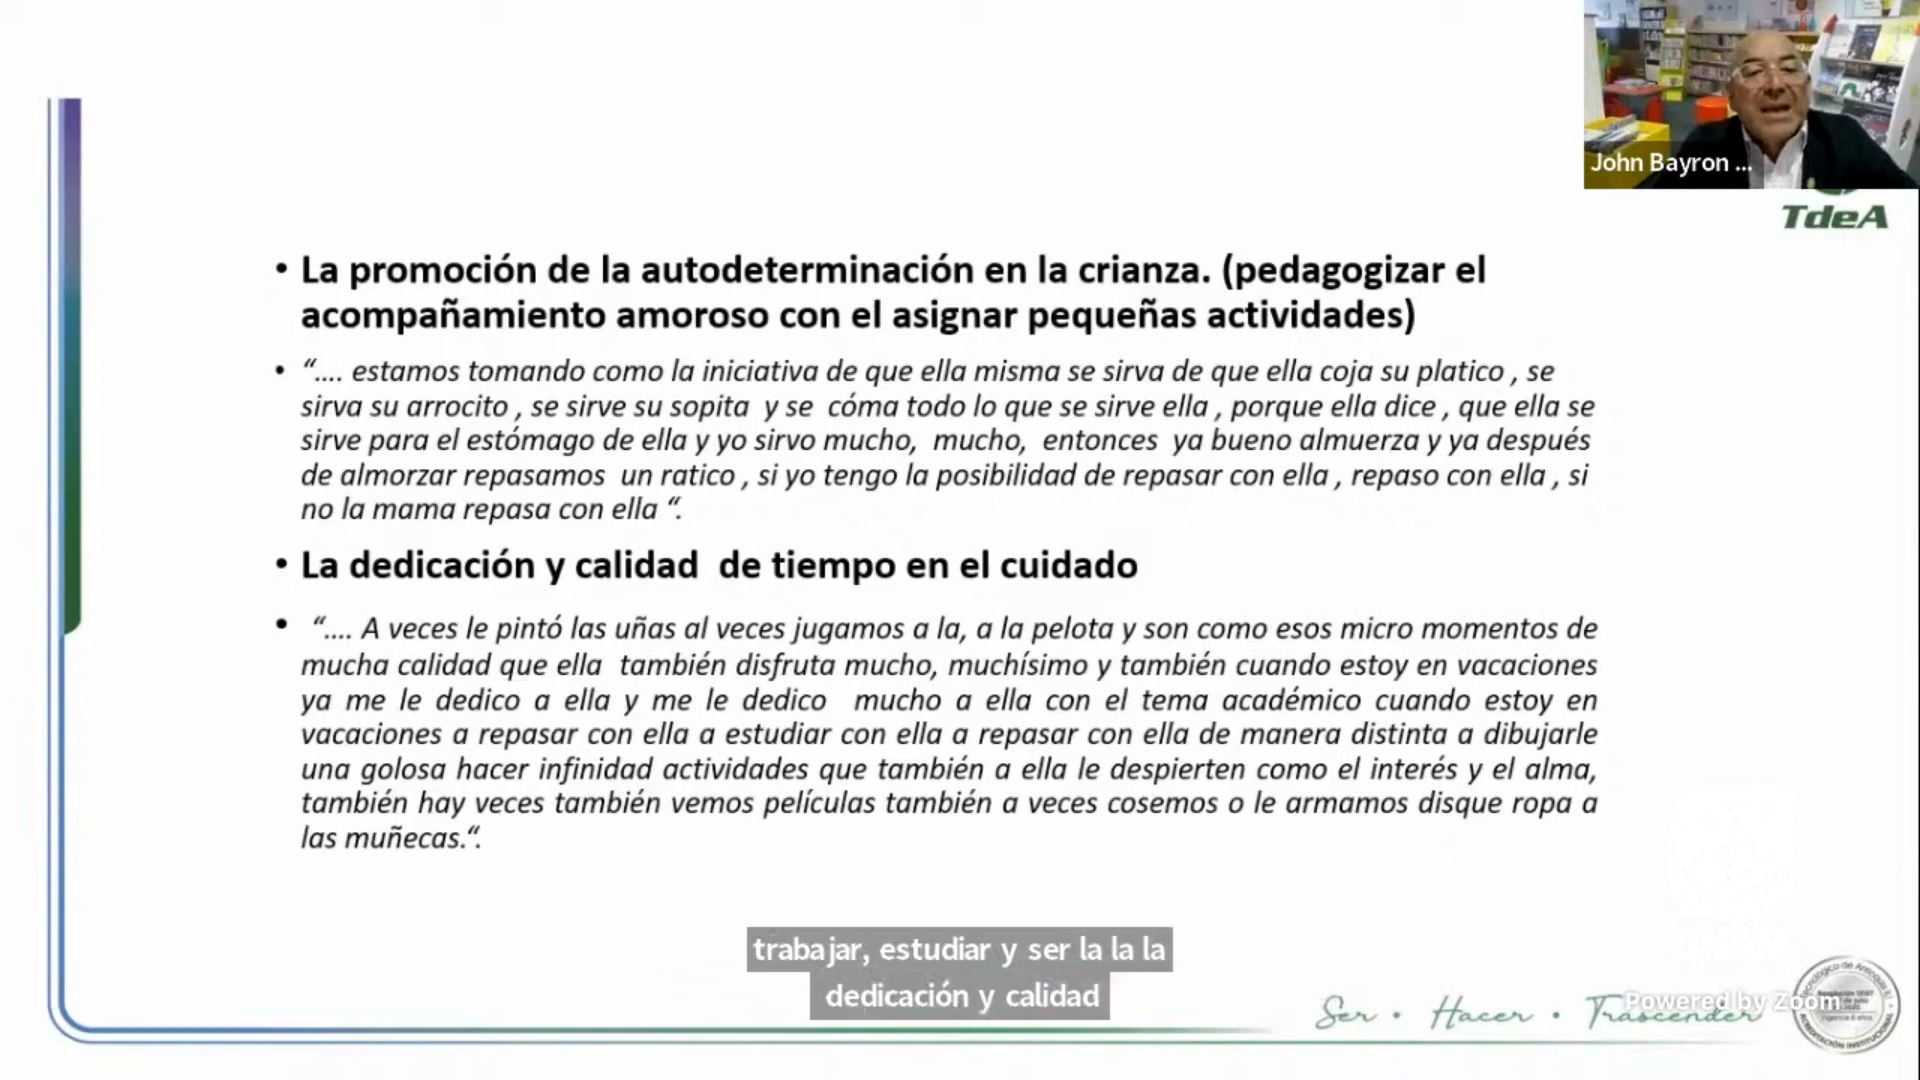 John Bayron ...
TdeA
• La promoción de la autodeterminación en la crianza. (pedagogizar el
acompañamiento amoroso con el asignar pequeñas actividades)
• “.... estamos tomando como la iniciativa de que ella misma se sirva de que ella coja su platico , se
sirva su arrocito , se sirve su sopita y se cóma todo lo que se sirve ella , porque ella dice , que ella se
sirve para el estómago de ella y yo sirvo mucho, mucho, entonces ya bueno almuerza y ya después
de almorzar repasamos un ratico , si yo tengo la posibilidad de repasar con ella , repaso con ella , si
no la mama repasa con ella “.
• La dedicación y calidad de tiempo en el cuidado
• “.... A veces le pintó las uñas al veces jugamos a la, a la pelota y son como esos micro momentos de
mucha calidad que ella también disfruta mucho, muchísimo y también cuando estoy en vacaciones
ya me le dedico a ella y me le dedico mucho a ella con el tema académico cuando estoy en
vacaciones a repasar con ella a estudiar con ella a repasar con ella de manera distinta a dibujarle
una golosa hacer infinidad actividades que también a ella le despierten como el interés y el alma,
también hay veces también vemos películas también a veces cosemos o le armamos disque ropa a
las muñecas.“.
trabajar, estudiar y ser la la la
dedicación y calidad
Ser • Hacer • Trascender
Powered by Zoom